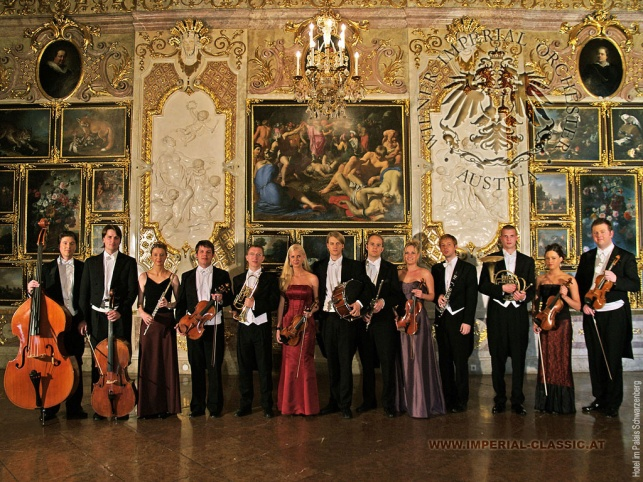 WIENER IMPERIAL ORCHESTER
AUSTRIA
WWW.IMPERIAL-CLASSIC.AT
Hotel im Palais Schwarzenberg